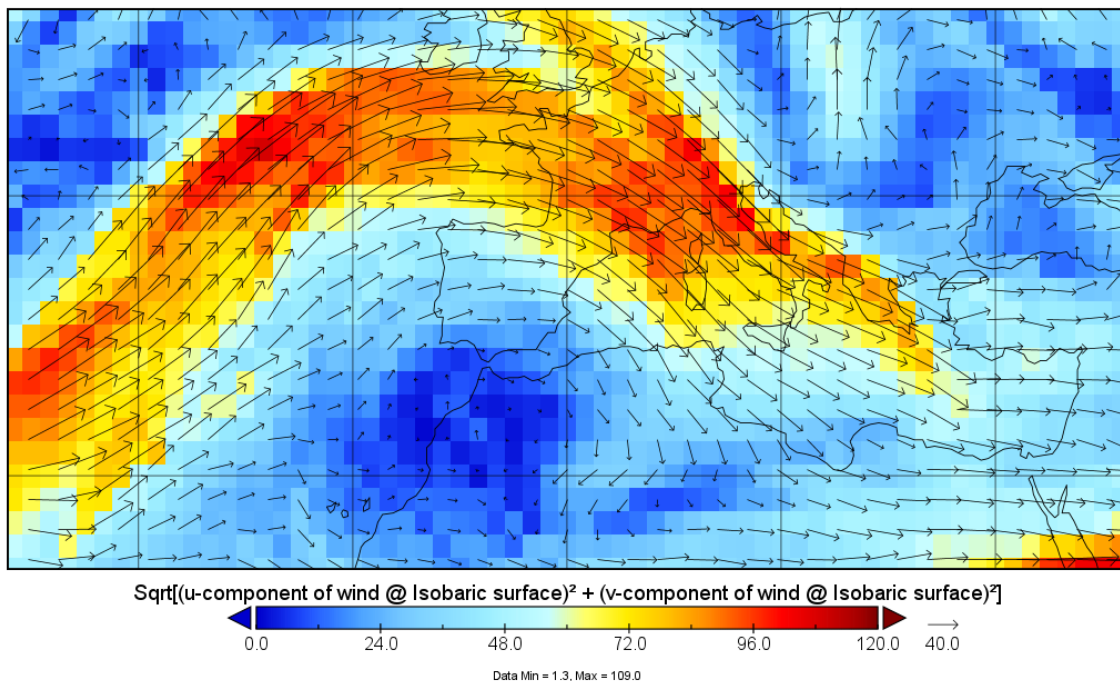 Sqrt[(u-component of wind @ Isobaric surface)² + (v-component of wind @ Isobaric surface)²]
0.0 24.0 48.0 72.0 96.0 120.0 40.0
Data Min = 1.3, Max = 109.0